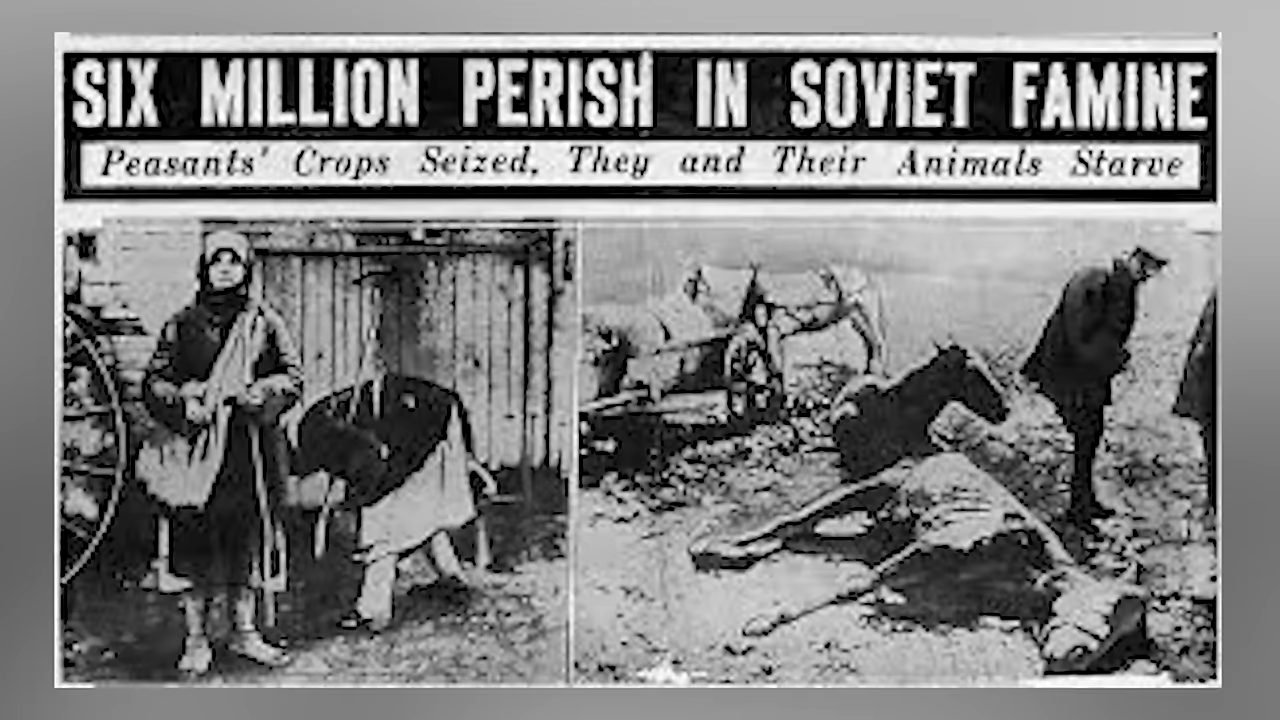 SIX MILLION PERISH IN SOVIET FAMINE
Peasants' Crops Seized, They and Their Animals Starve